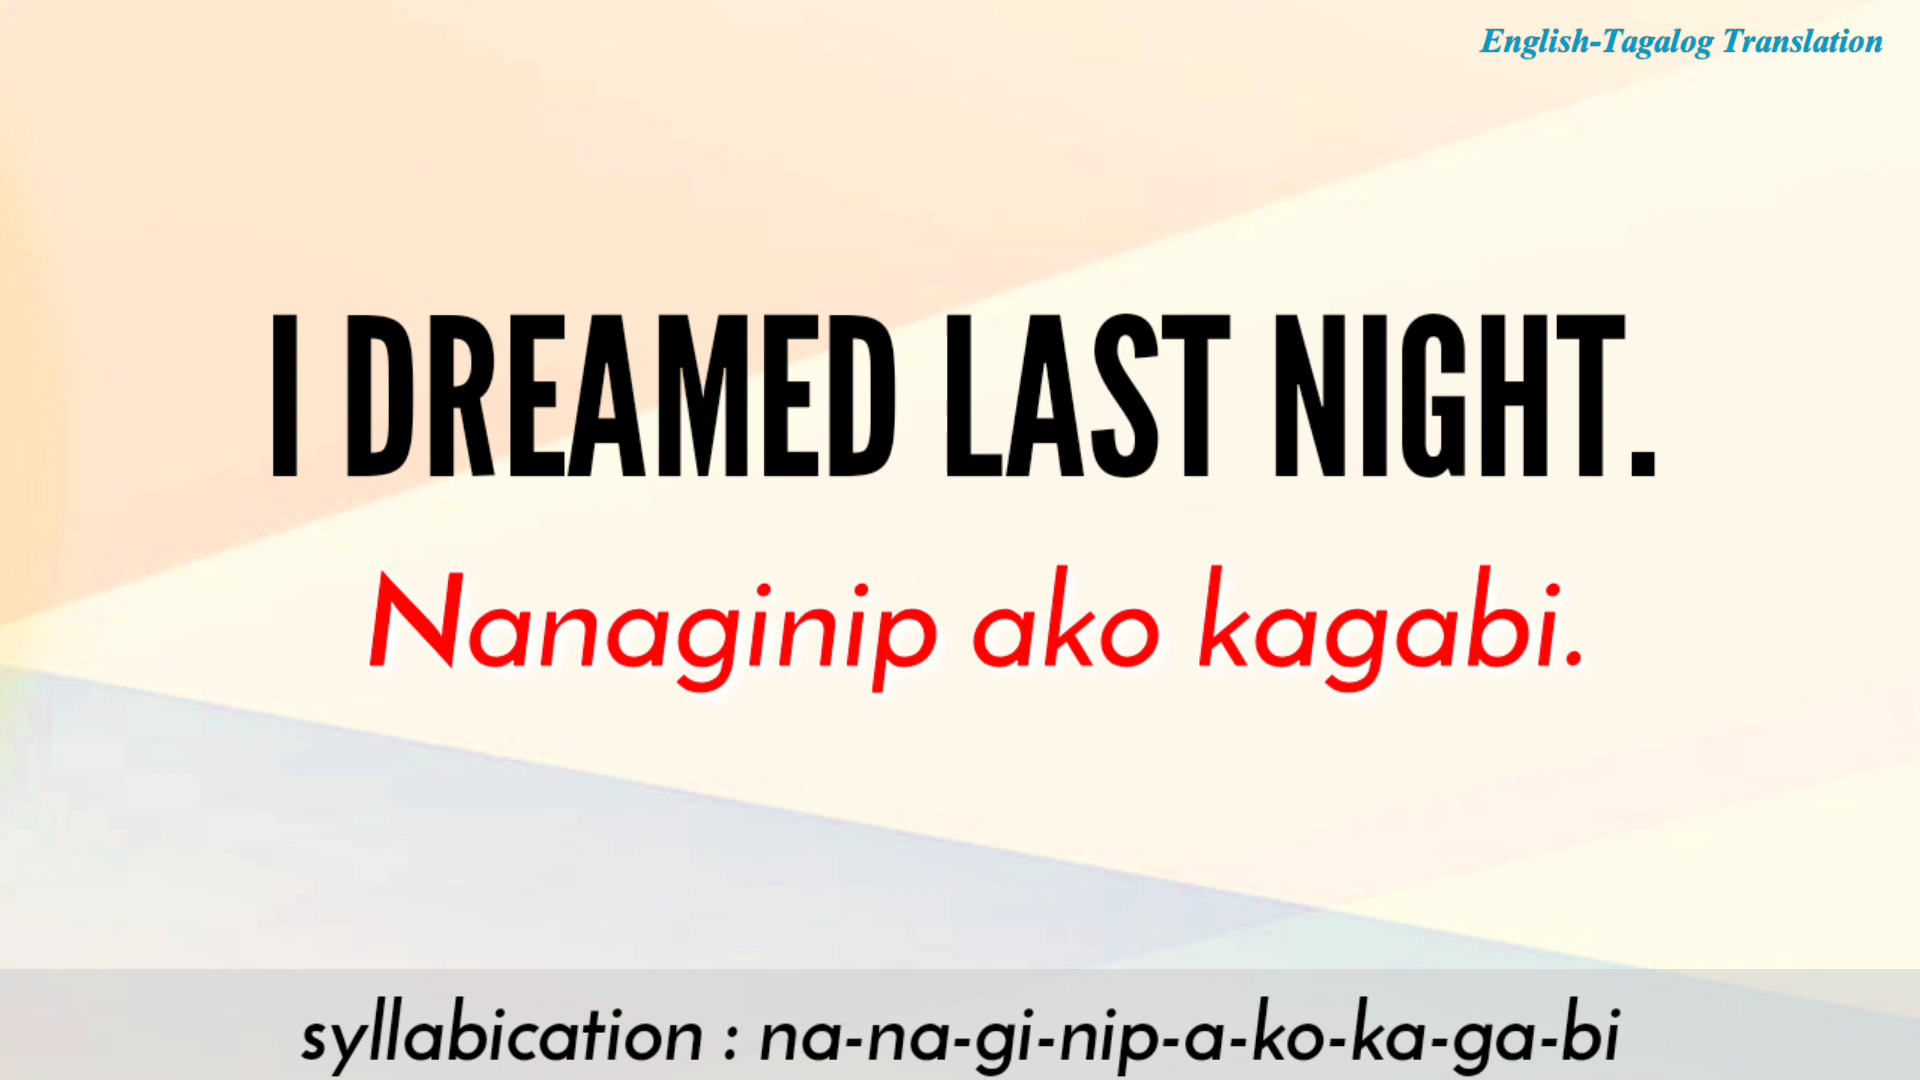 English-Tagalog Translation
I DREAMED LAST NIGHT.
Nanaginip ako kagabi.
syllabication : na-na-gi-nip-a-ko-ka-ga-bi